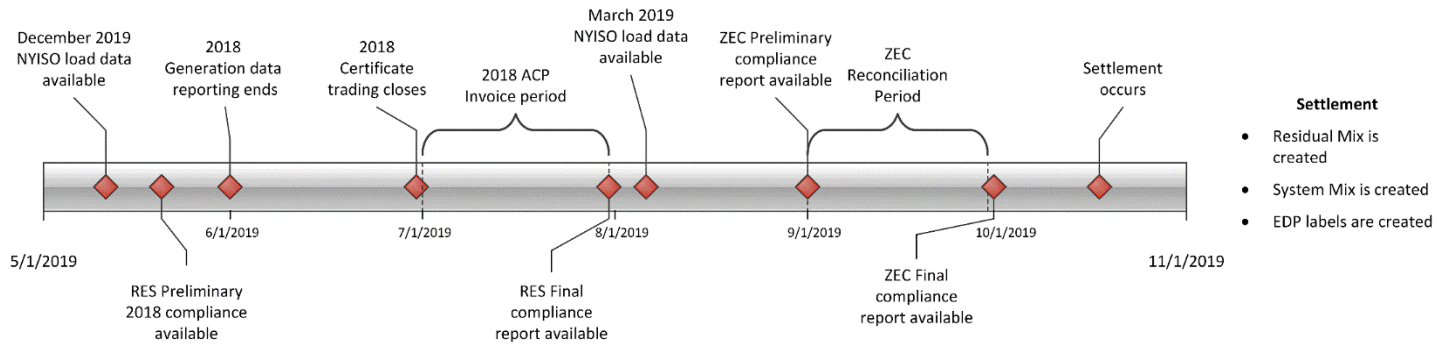 December 2019
NYISO load data
available
2018
Generation data
reporting ends
2018
Certificate
trading closes
2018 ACP
Invoice period
March 2019
NYISO load data
available
ZEC Preliminary
compliance
report available
ZEC
Reconciliation
Period
Settlement
occurs
5/1/2019
6/1/2019
7/1/2019
8/1/2019
9/1/2019
10/1/2019
11/1/2019
RES Preliminary
2018 compliance
available
RES Final
compliance
report available
ZEC Final
compliance
report available
Settlement
• Residual Mix is
created
• System Mix is created
• EDP labels are created